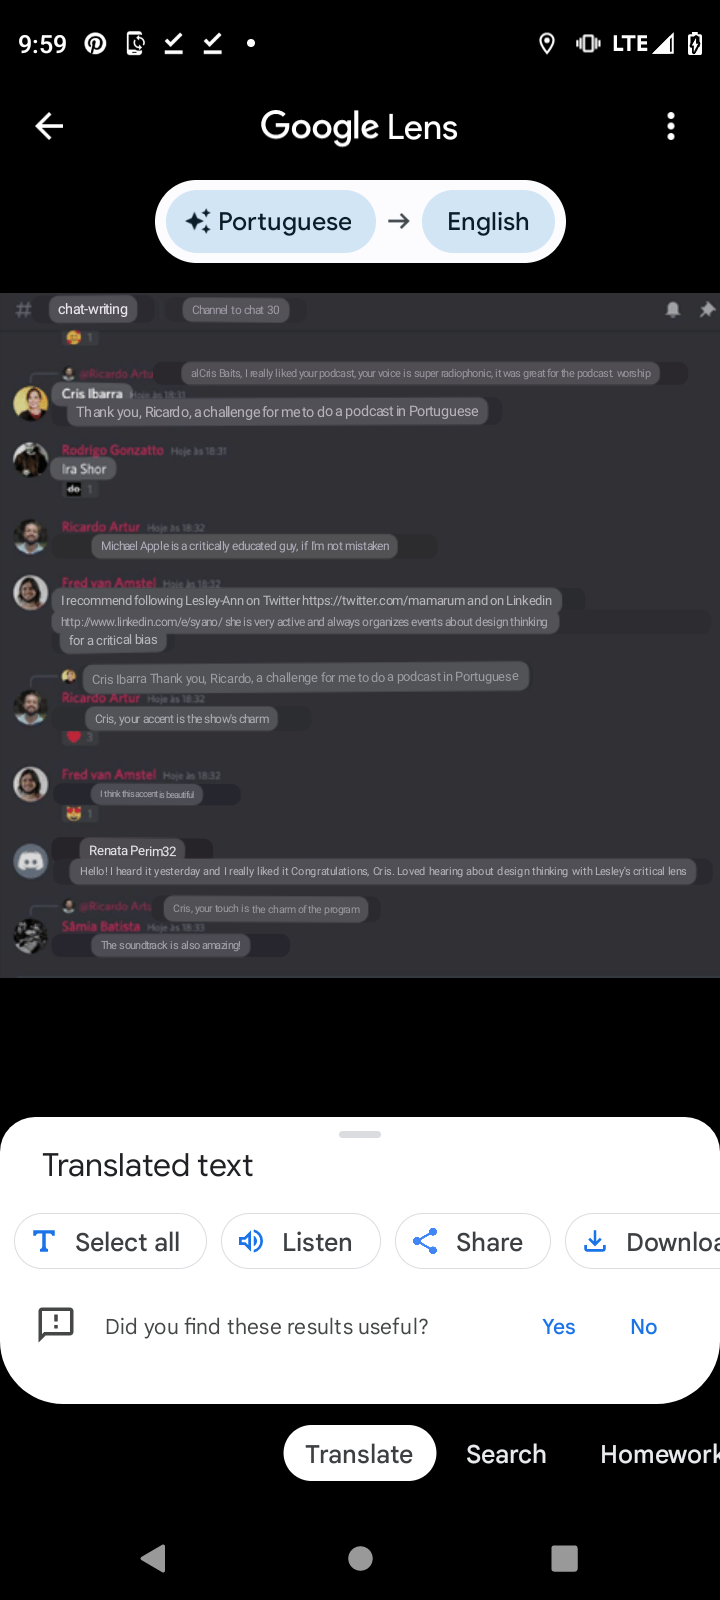 9:59
LTE
Google Lens
Portuguese
English
# chat-writing Channel to chat 30
1
@Ricardo Artu alCris Baits, I really liked your podcast, your voice is super radiophonic, it was great for the podcast. worship
Cris Ibarra Hoje às 18:31
Thank you, Ricardo, a challenge for me to do a podcast in Portuguese
Rodrigo Gonzatto Hoje às 18:31
Ira Shor
do 1
Ricardo Artur Hoje às 18:32
Michael Apple is a critically educated guy, if I'm not mistaken
Fred van Amstel Hoje às 18:32
I recommend following Lesley-Ann on Twitter https://twitter.com/mamarum and on Linkedin
http://www.linkedin.com/e/syano/ she is very active and always organizes events about design thinking
for a critical bias
Cris Ibarra Thank you, Ricardo, a challenge for me to do a podcast in Portuguese
Ricardo Artur Hoje às 18:32
Cris, your accent is the show's charm
3
Fred van Amstel Hoje às 18:32
I think this accent is beautiful
1
Renata Perim32
Hello! I heard it yesterday and I really liked it Congratulations, Cris. Loved hearing about design thinking with Lesley's critical lens
@Ricardo Artu Cris, your touch is the charm of the program
Sâmia Batista Hoje às 18:33
The soundtrack is also amazing!
Translated text
Select all
Listen
Share
Downloa
Did you find these results useful?
Yes
No
Translate
Search
Homework